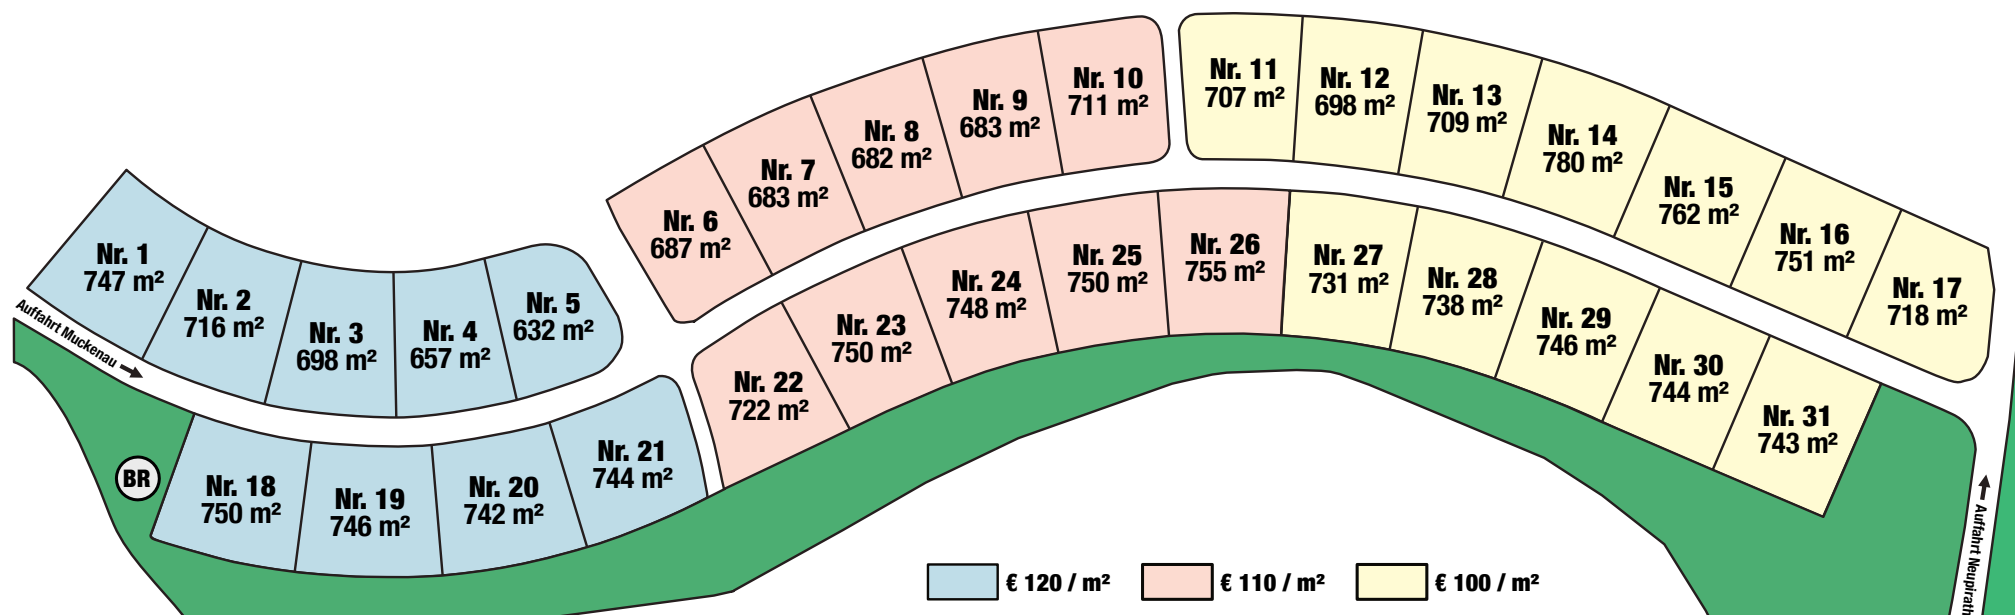 Nr. 1
747 m²
Nr. 2
716 m²
Nr. 3
698 m²
Nr. 4
657 m²
Nr. 5
632 m²
Nr. 6
687 m²
Nr. 7
683 m²
Nr. 8
682 m²
Nr. 9
683 m²
Nr. 10
711 m²
Nr. 11
707 m²
Nr. 12
698 m²
Nr. 13
709 m²
Nr. 14
780 m²
Nr. 15
762 m²
Nr. 16
751 m²
Nr. 17
718 m²
Auffahrt Muckenau
BR
Nr. 18
750 m²
Nr. 19
746 m²
Nr. 20
742 m²
Nr. 21
744 m²
Nr. 22
722 m²
Nr. 23
750 m²
Nr. 24
748 m²
Nr. 25
750 m²
Nr. 26
755 m²
Nr. 27
731 m²
Nr. 28
738 m²
Nr. 29
746 m²
Nr. 30
744 m²
Nr. 31
743 m²
Auffahrt Neupirath
€ 120 / m²
€ 110 / m²
€ 100 / m²